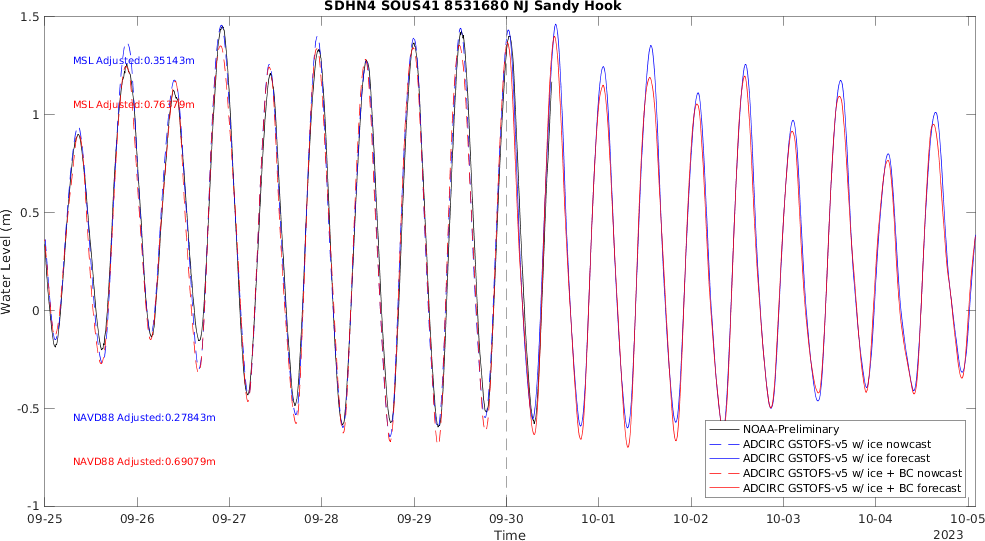 SDHN4 SOUS41 8531680 NJ Sandy Hook
1.5
1
0.5
0
-0.5
-1
Water Level (m)
MSL Adjusted:0.35143m
MSL Adjusted:0.76379m
NAVD88 Adjusted:0.27843m
NAVD88 Adjusted:0.69079m
NOAA-Preliminary
ADCIRC GSTOFS-v5 w/ ice nowcast
ADCIRC GSTOFS-v5 w/ ice forecast
ADCIRC GSTOFS-v5 w/ ice + BC nowcast
ADCIRC GSTOFS-v5 w/ ice + BC forecast
09-25 09-26 09-27 09-28 09-29 09-30 10-01 10-02 10-03 10-04 10-05
Time
2023